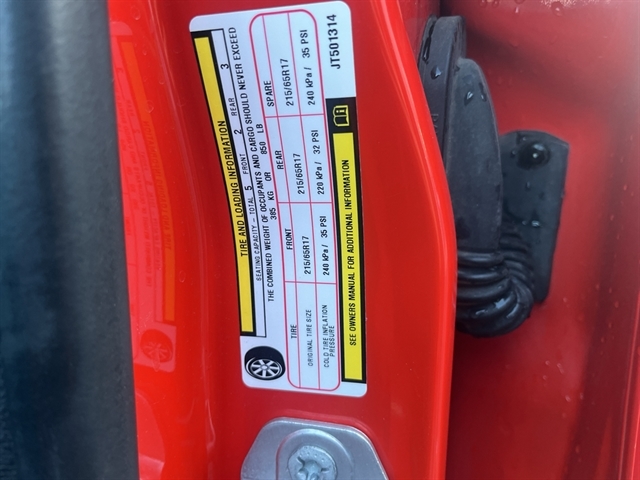 TIRE AND LOADING INFORMATION
SEATING CAPACITY - TOTAL 5 FRONT 2 REAR 3
THE COMBINED WEIGHT OF OCCUPANTS AND CARGO SHOULD NEVER EXCEED
385 KG OR 850 LB
TIRE FRONT REAR SPARE
ORIGINAL TIRE SIZE 215/65R17 215/65R17 215/65R17
COLD TIRE INFLATION PRESSURE 240 kPa / 35 PSI 220 kPa / 32 PSI 240 kPa / 35 PSI
SEE OWNERS MANUAL FOR ADDITIONAL INFORMATION
JT501314